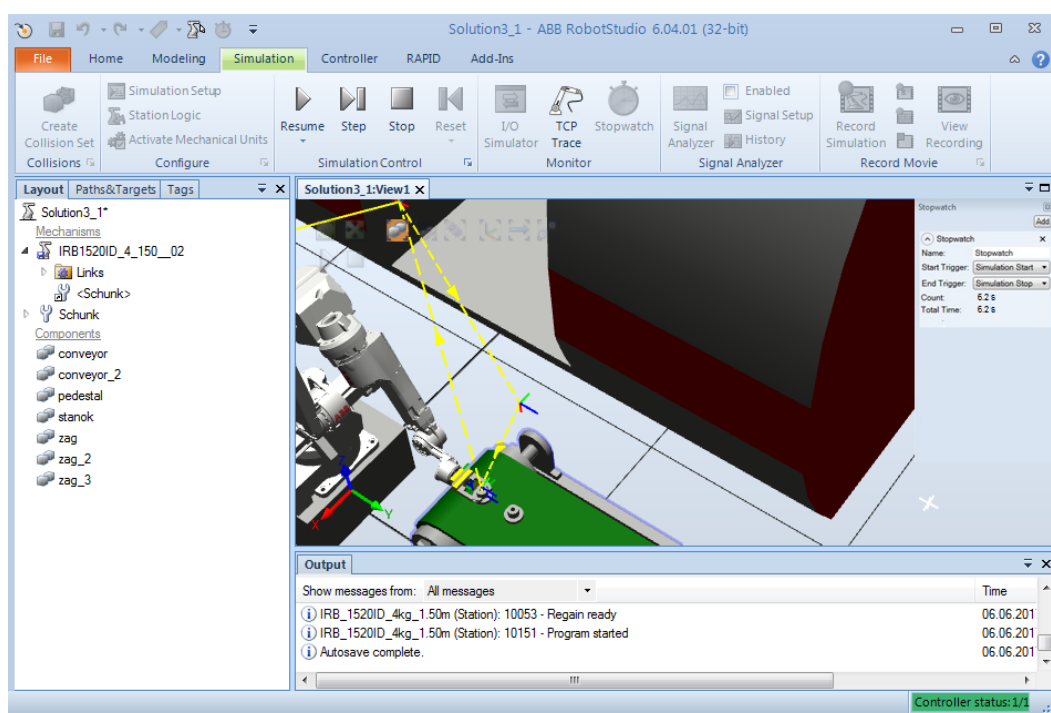 Solution3_1 - ABB RobotStudio 6.04.01 (32-bit)
File Home Modeling Simulation Controller RAPID Add-Ins
Create Collision Set
Collisions
Simulation Setup
Station Logic
Activate Mechanical Units
Configure
Resume Step Stop Reset
Simulation Control
I/O Simulator
TCP Trace
Stopwatch
Monitor
Signal Analyzer
Enabled
Signal Setup
History
Signal Analyzer
Record Simulation
View Recording
Record Movie
Layout Paths&Targets Tags
Solution3_1*
Mechanisms
IRB1520ID_4_150__02
Links
<Schunk>
Schunk
Components
conveyor
conveyor_2
pedestal
stanok
zag
zag_2
zag_3
Solution3_1:View1
ABB
Z
X
Y
Stopwatch
Add
Stopwatch
Name: Stopwatch
Start Trigger: Simulation Start
End Trigger: Simulation Stop
Count: 6.2 s
Total Time: 6.2 s
Output
Show messages from: All messages Time
IRB_1520ID_4kg_1.50m (Station): 10053 - Regain ready 06.06.201
IRB_1520ID_4kg_1.50m (Station): 10151 - Program started 06.06.201
Autosave complete. 06.06.201
Controller status: 1/1